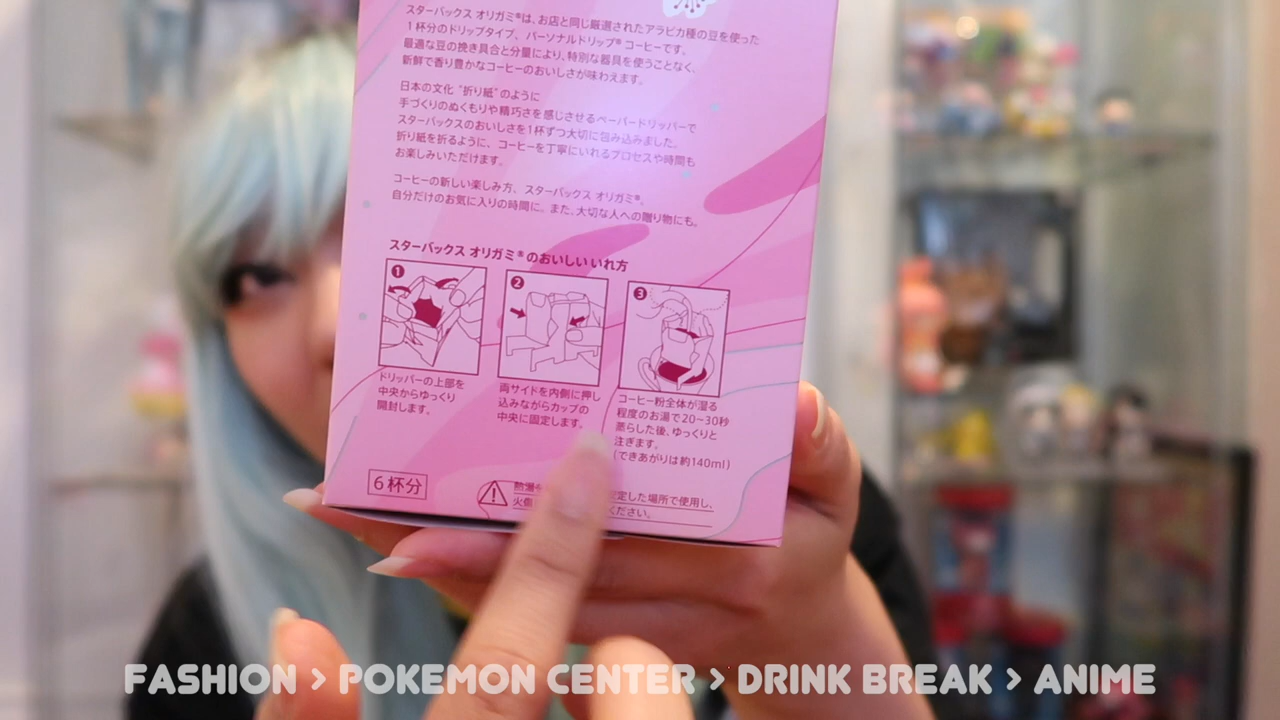 スターバックス オリガミ®は、お店と同じ厳選されたアラビカ種の豆を使った
1杯分のドリップタイプ、パーソナルドリップ® コーヒーです。
最適な豆の挽き具合と分量により、特別な器具を使うことなく、
新鮮で香り豊かなコーヒーのおいしさが味わえます。
日本の文化 “折り紙”のように
手づくりのぬくもりや精巧さを感じさせるペーパードリッパーで
スターバックスのおいしさを1杯ずつ大切に包み込みました。
折り紙を折るように、コーヒーを丁寧にいれるプロセスや時間も
お楽しみいただけます。
コーヒーの新しい楽しみ方、スターバックス オリガミ®。
自分だけのお気に入りの時間に。また、大切な人への贈り物にも。
スターバックス オリガミ®のおいしいいれ方
1
ドリッパーの上部を
中央からゆっくり
開封します。
2
両サイドを内側に押し
込みながらカップの
中央に固定します。
3
コーヒー粉全体が湿る
程度のお湯で20~30秒
蒸らした後、ゆっくりと
注ぎます。
(できあがりは約140ml)
6杯分
定した場所で使用し、
ください。
FASHION > POKEMON CENTER > DRINK BREAK > ANIME